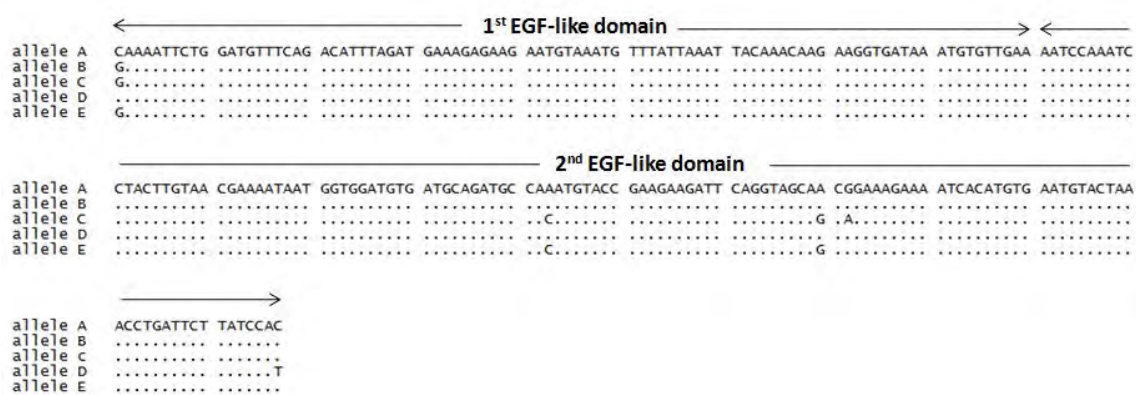 1st EGF-like domain
allele A CAAAATTCTG GATGTTTCAG ACATTTAGAT GAAAGAGAAG AATGTAAATG TTTATTAAAT TACAAACAAG AAGGTGATAA ATGTGTTGAA AATCCAAATC
allele B G......... .......... .......... .......... .......... .......... .......... .......... .......... ..........
allele C G......... .......... .......... .......... .......... .......... .......... .......... .......... ..........
allele D .......... .......... .......... .......... .......... .......... .......... .......... .......... ..........
allele E G......... .......... .......... .......... .......... .......... .......... .......... .......... ..........
2nd EGF-like domain
allele A CTACTTGTAA CGAAAATAAT GGTGGATGTG ATGCAGATGC CAAATGTACC GAAGAAGATT CAGGTAGCAA CGGAAAGAAA ATCACATGTG AATGTACTAA
allele B .......... .......... .......... .......... .......... .......... .......... .......... .......... ..........
allele C .......... .......... .......... .......... ..C....... .......... .........G .A........ .......... ..........
allele D .......... .......... .......... .......... .......... .......... .......... .......... .......... ..........
allele E .......... .......... .......... .......... ..C....... .......... .........G .......... .......... ..........
allele A ACCTGATTCT TATCCAC
allele B .......... .......
allele C .......... .......
allele D .......... ......T
allele E .......... .......